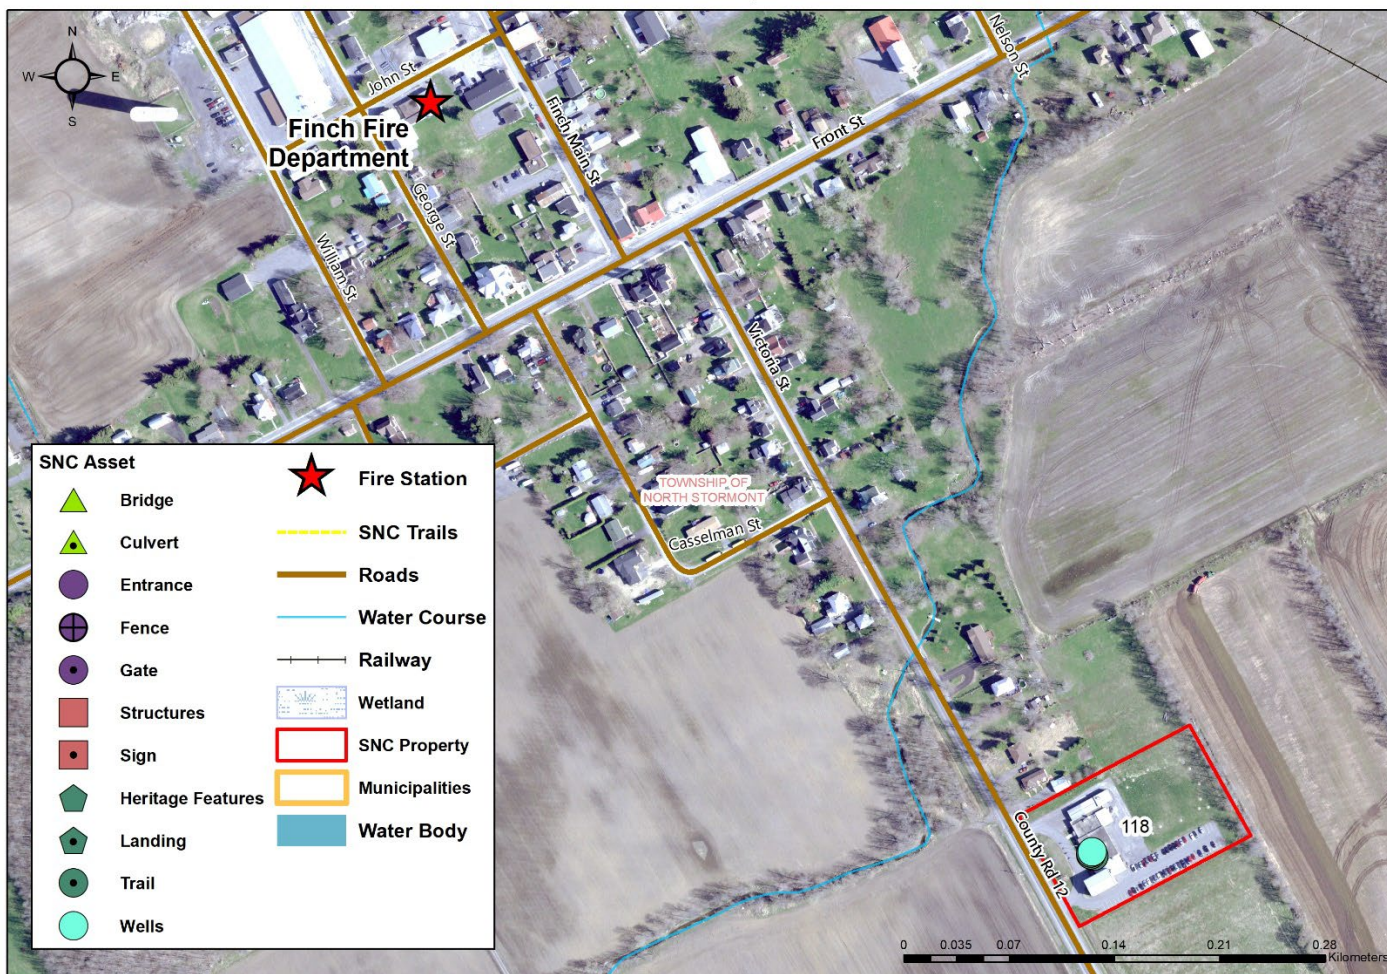 N
W
E
S
John St
Finch Fire
Department
Finch Main St
Nelson St
Front St
George St
William St
Victoria St
TOWNSHIP OF
NORTH STORMONT
Casselman St
County Rd 12
118
SNC Asset
Bridge
Culvert
Entrance
Fence
Gate
Structures
Sign
Heritage Features
Landing
Trail
Wells
Fire Station
SNC Trails
Roads
Water Course
Railway
Wetland
SNC Property
Municipalities
Water Body
0 0.035 0.07 0.14 0.21 0.28
Kilometers